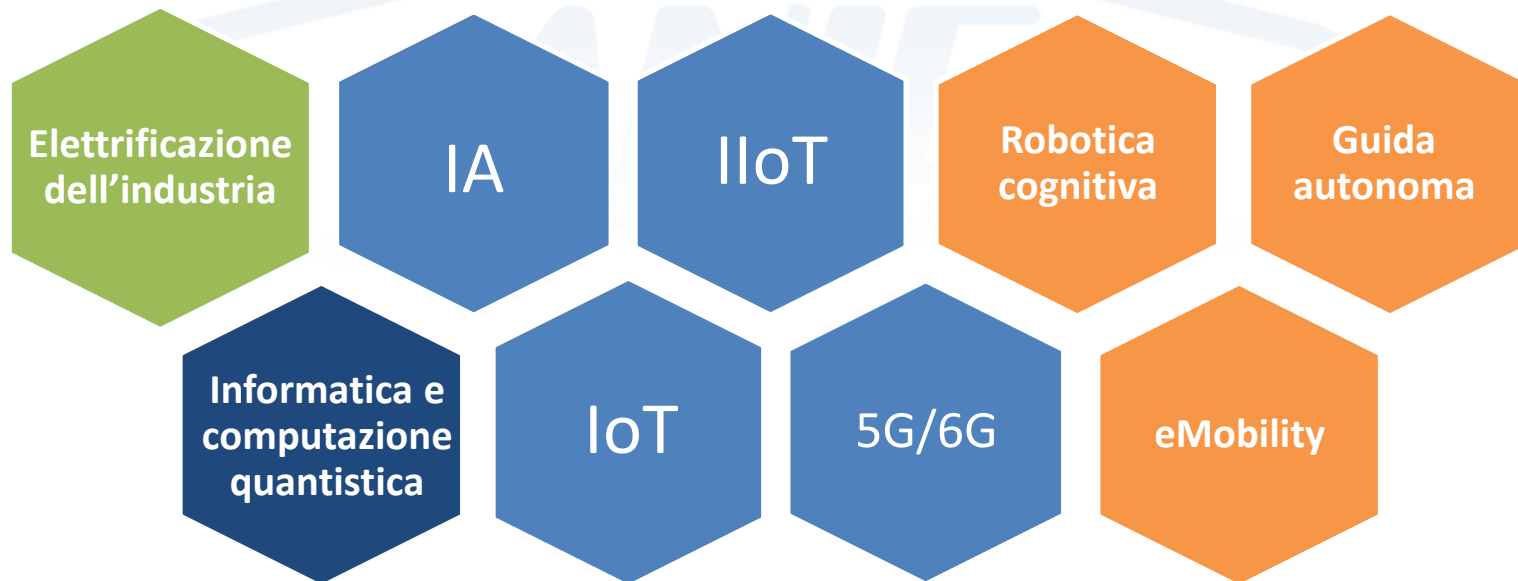 Elettrificazione
dell’industria
IA
IIoT
Robotica
cognitiva
Guida
autonoma
Informatica e
computazione
quantistica
IoT
5G/6G
eMobility